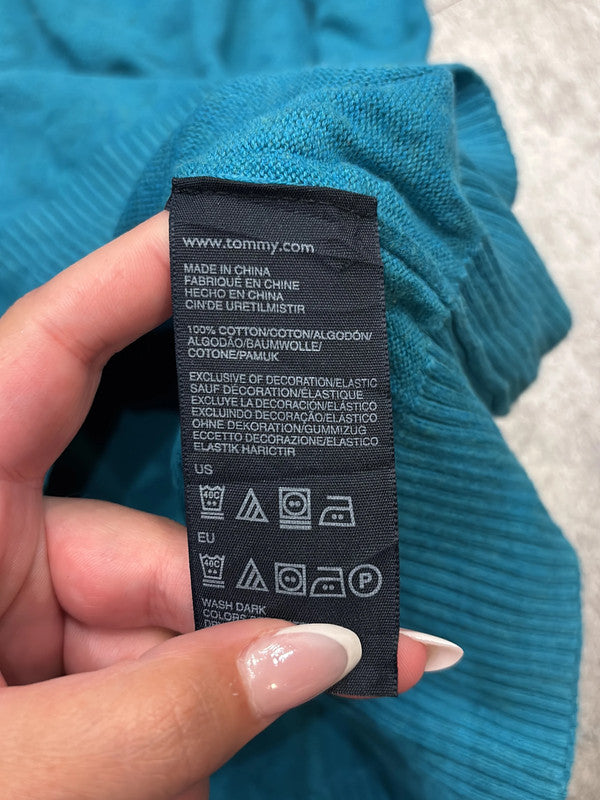 www.tommy.com
MADE IN CHINA
FABRIQUÉ EN CHINE
HECHO EN CHINA
CIN'DE URETILMISTIR
100% COTTON/COTON/ALGODÓN/
ALGODÃO/BAUMWOLLE/
COTONE/PAMUK
EXCLUSIVE OF DECORATION/ELASTIC
SAUF DÉCORATION/ÉLASTIQUE
EXCLUYE LA DECORACIÓN/ELÁSTICO
EXCLUINDO DECORAÇÃO/ELÁSTICO
OHNE DEKORATION/GUMMIZUG
ECCETTO DECORAZIONE/ELASTICO
ELASTIK HARICTIR
US
40C
EU
40C
P
WASH DARK
COLORS